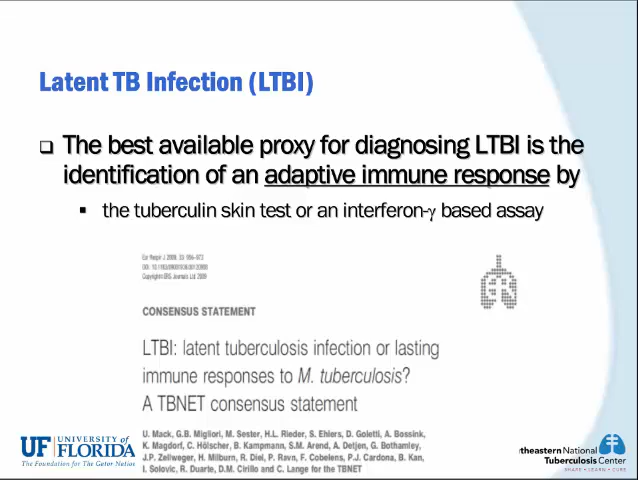 Latent TB Infection (LTBI)
The best available proxy for diagnosing LTBI is the
identification of an adaptive immune response by
the tuberculin skin test or an interferon-γ based assay
Eur Respir J 2009; 33: 956–973
Copyright©ERS Journals Ltd 2009
CONSENSUS STATEMENT
LTBI: latent tuberculosis infection or lasting
immune responses to M. tuberculosis?
A TBNET consensus statement
U. Mack, G.B. Migliori, M. Sester, H.L. Rieder, S. Ehlers, D. Goletti, A. Bossink,
K. Magdorf, C. Hölscher, B. Kampmann, S.M. Arend, A. Detjen, G. Bothamley,
J.P. Zellweger, H. Milburn, R. Diel, P. Ravn, F. Cobelens, P.J. Cardona, B. Kan,
I. Solovic, R. Duarte, D.M. Cirillo and C. Lange for the TBNET
UF UNIVERSITY of
FLORIDA
The Foundation for The Gator Nation
theastern National
Tuberculosis Center
SHARE • LEARN • CURE